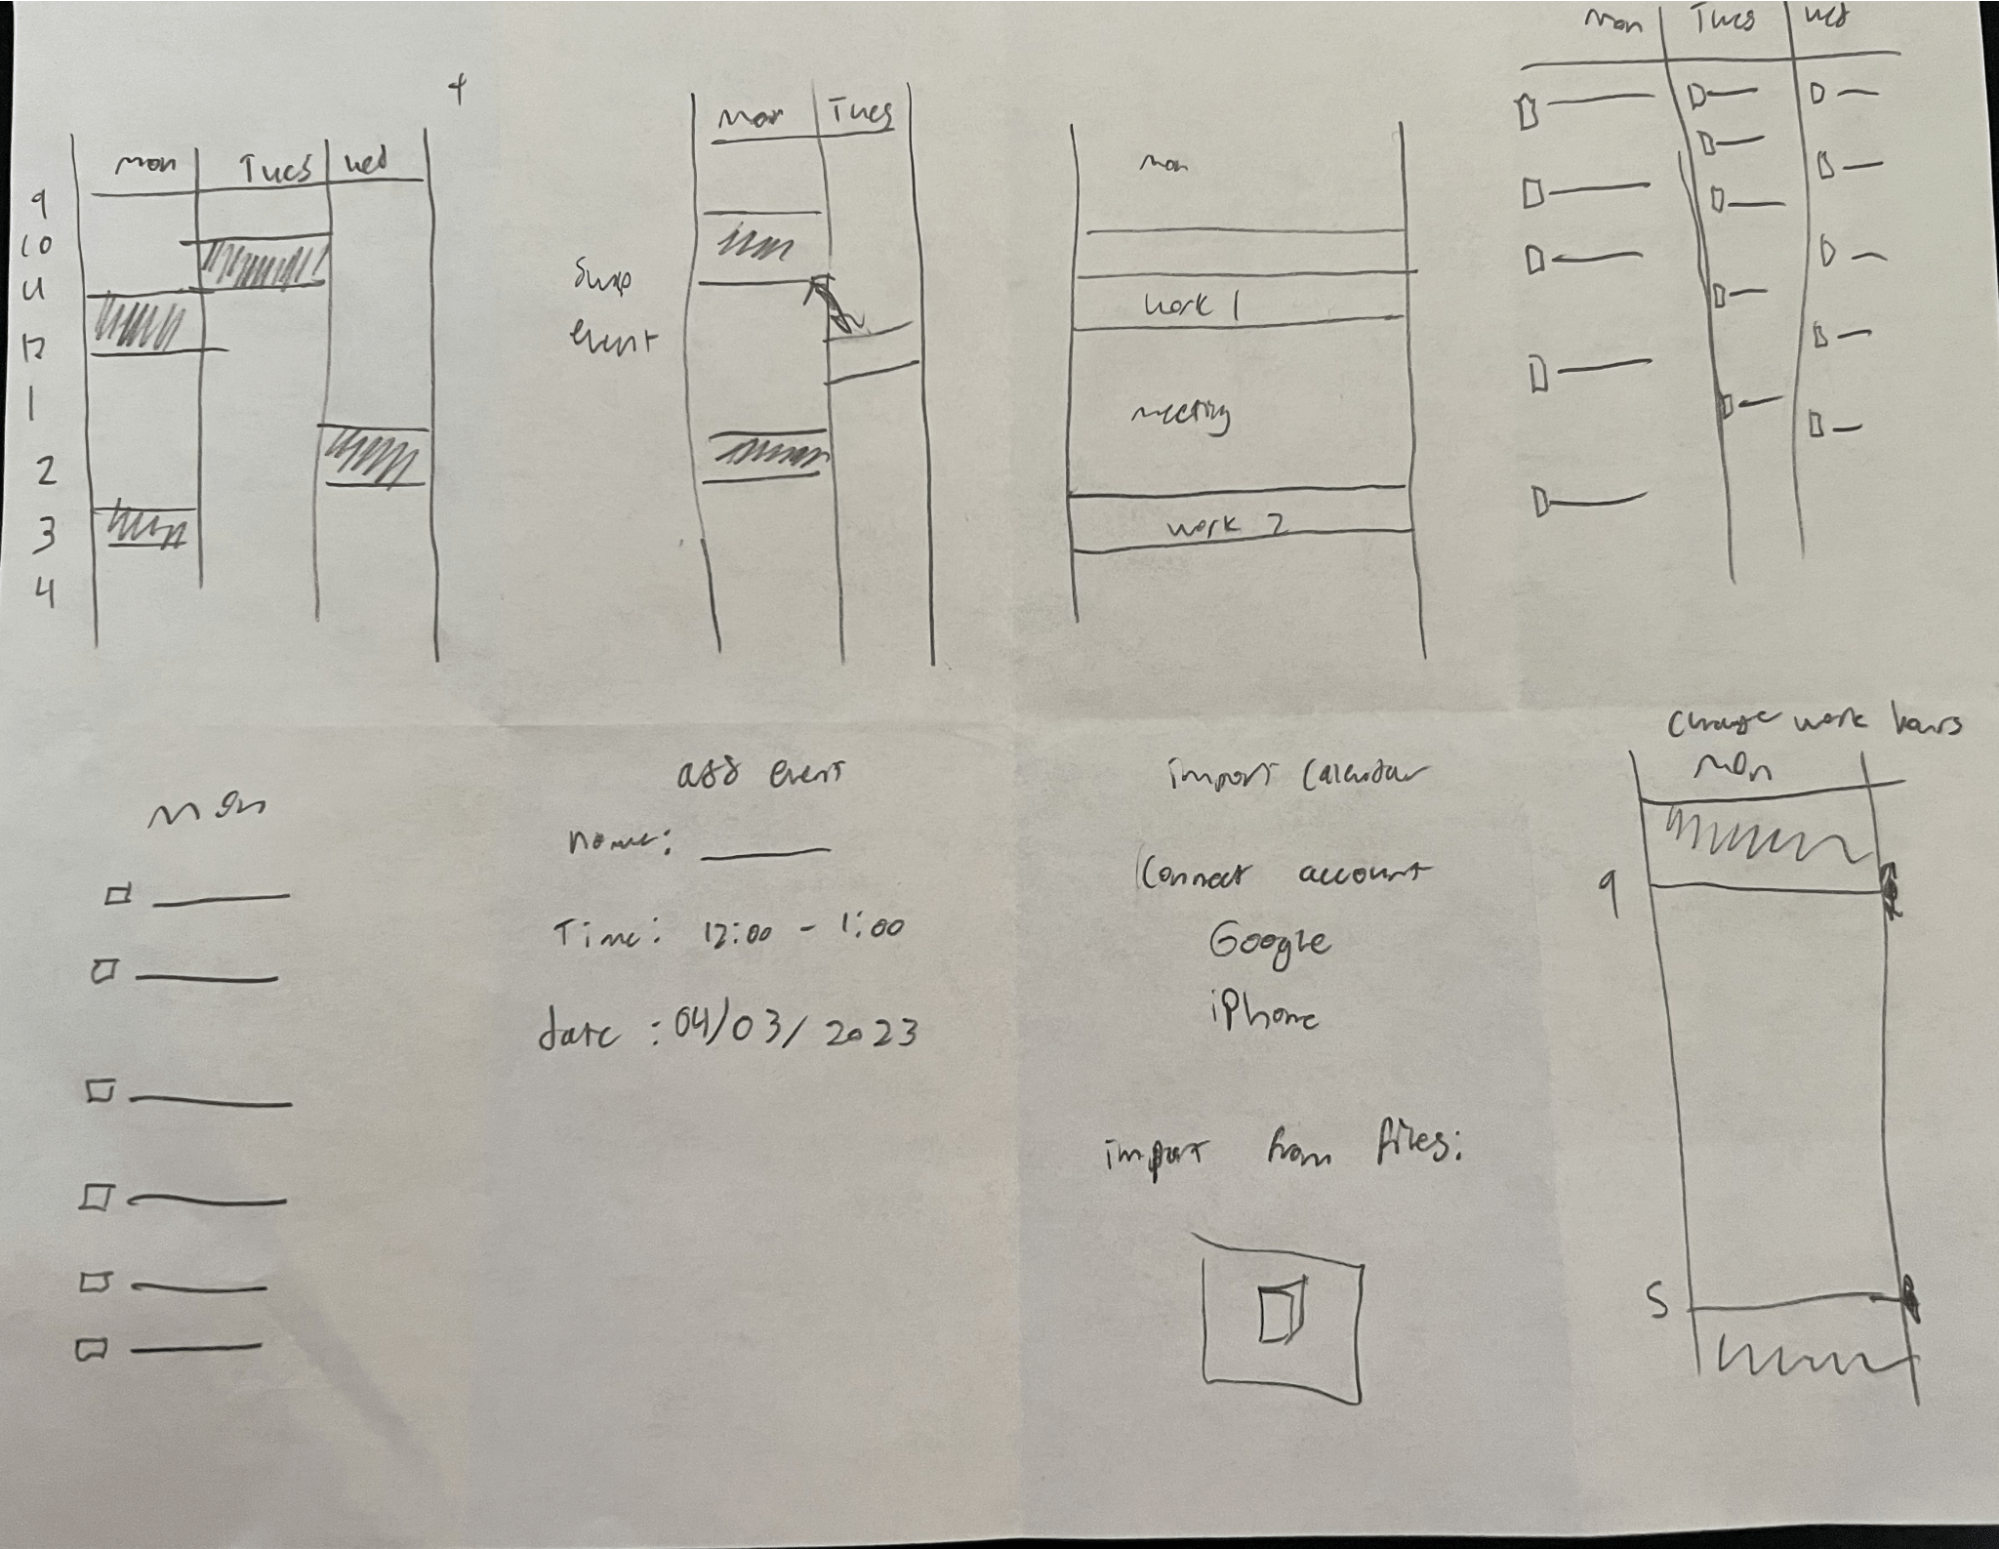 +
mon Tues wed
9
10
11
12
1
2
3
4
mon Tues
Swap
event
mon
work 1
meeting
work 2
mon Tues wed
mon
add event
name:
Time: 12:00 - 1:00
date: 04/03/2023
import calendar
Connect account
Google
iPhone
import from files:
Change work hours
mon
9
5